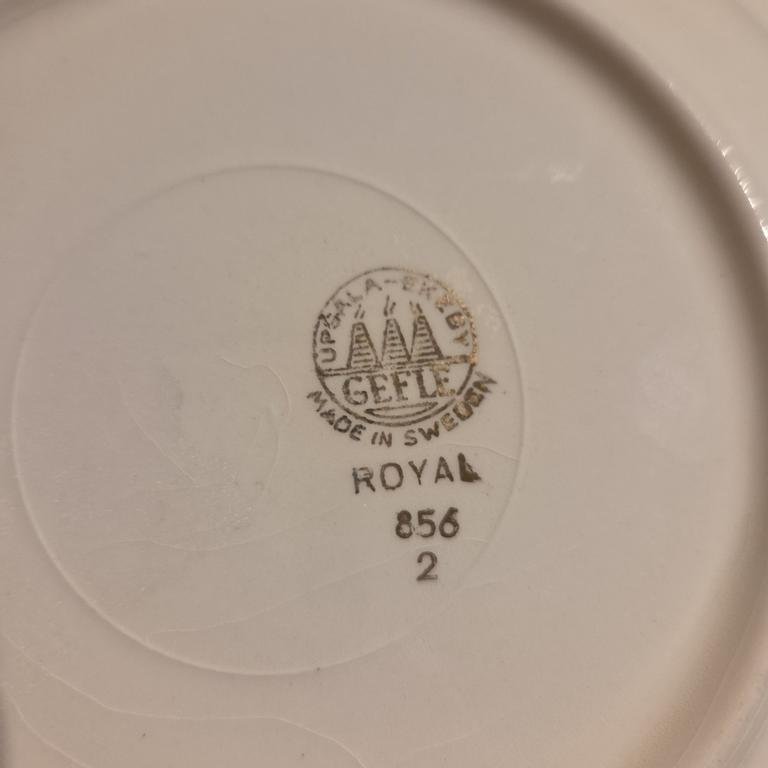 UPSALA-EKEBY
GEFLE
MADE IN SWEDEN
ROYAL
856
2